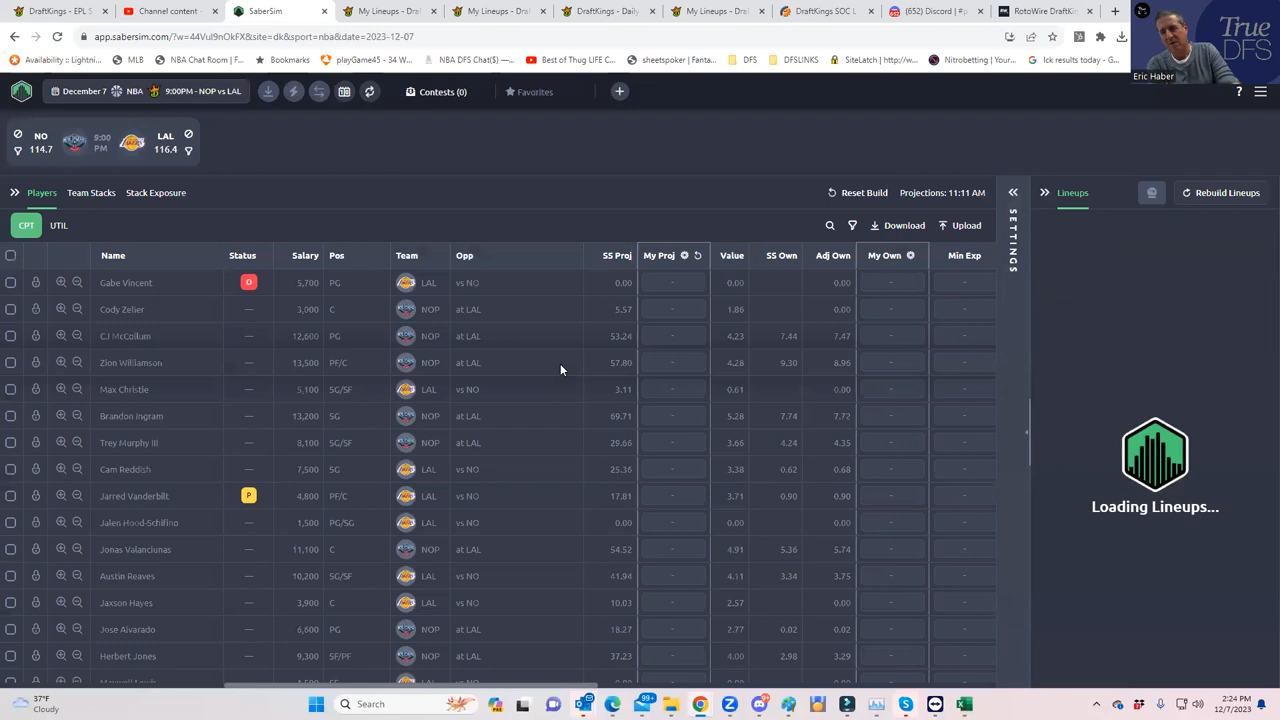 DraftKings - EPL S
Channel content -
SaberSim
My Lineups - Draf
My Lineups - Draf
DraftKings - Daily
My Lineups - Draf
DraftKings SOC L
(652) Discord | #p
RotoWire DraftKin
app.sabersim.com/?w=44Vul9nOkFX&site=dk&sport=nba&date=2023-12-07
Avalability :: Lightni...
MLB
NBA Chat Room | F...
Bookmarks
playGame45 - 34 W...
NBA DFS Chat($) —...
Best of Thug LIFE C...
sheetspoker | Fanta...
DFS
DFSLINKS
SiteLatch | http://w...
Nitrobetting | Your...
Ick results today - G...
True
DFS
Eric Haber
December 7 NBA 9:00PM - NOP vs LAL
Contests (0)
Favorites
?
NO 9:00 LAL
114.7 PM 116.4
Players Team Stacks Stack Exposure
Reset Build Projections: 11:11 AM
SETTINGS
Lineups
Rebuild Lineups
CPT UTIL
Download Upload
Name Status Salary Pos Team Opp SS Proj My Proj Value SS Own Adj Own My Own Min Exp
Gabe Vincent O 5,700 PG LAL vs NO 0.00 - 0.00 0.00 - -
Cody Zeller — 3,000 C NOP at LAL 5.57 - 1.86 0.00 - -
CJ McCollum — 12,600 PG NOP at LAL 53.24 - 4.23 7.44 7.47 - -
Zion Williamson — 13,500 PF/C NOP at LAL 57.80 - 4.28 9.30 8.96 - -
Max Christie — 5,100 SG/SF LAL vs NO 3.11 - 0.61 0.00 - -
Brandon Ingram — 13,200 SG NOP at LAL 69.71 - 5.28 7.74 7.72 - -
Trey Murphy III — 8,100 SG/SF NOP at LAL 29.66 - 3.66 4.24 4.35 - -
Cam Reddish — 7,500 SG LAL vs NO 25.36 - 3.38 0.62 0.68 - -
Jarred Vanderbilt P 4,800 PF/C LAL vs NO 17.81 - 3.71 0.90 0.90 - -
Jalen Hood-Schifino — 1,500 PG/SG LAL vs NO 0.00 - 0.00 0.00 - -
Jonas Valanciunas — 11,100 C NOP at LAL 54.52 - 4.91 5.36 5.74 - -
Austin Reaves — 10,200 SG/SF LAL vs NO 41.94 - 4.11 3.34 3.75 - -
Jaxson Hayes — 3,900 C LAL vs NO 10.03 - 2.57 0.00 - -
Jose Alvarado — 6,600 PG NOP at LAL 18.27 - 2.77 0.02 0.02 - -
Herbert Jones — 9,300 SF/PF NOP at LAL 37.23 - 4.00 2.98 3.29 - -
Loading Lineups...
37°F
Cloudy
Search
99+
2:24 PM
12/7/2023